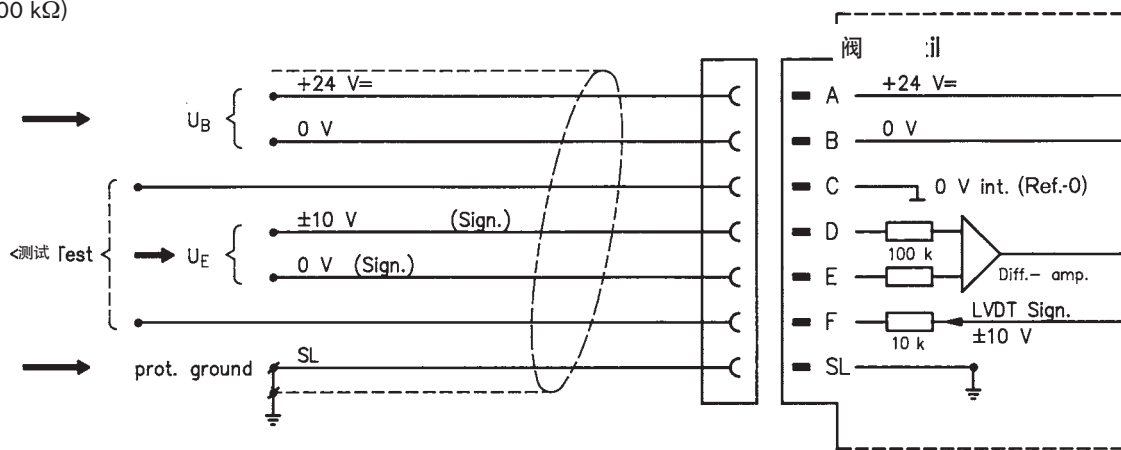 00 kΩ)
阀 il
+24 V= A +24 V=
U_B
0 V B 0 V
C 0 V int. (Ref.-0)
±10 V (Sign.) D
<测试 Test U_E 100 k
0 V (Sign.) E Diff.- amp.
F LVDT Sign.
10 k ±10 V
prot. ground SL SL